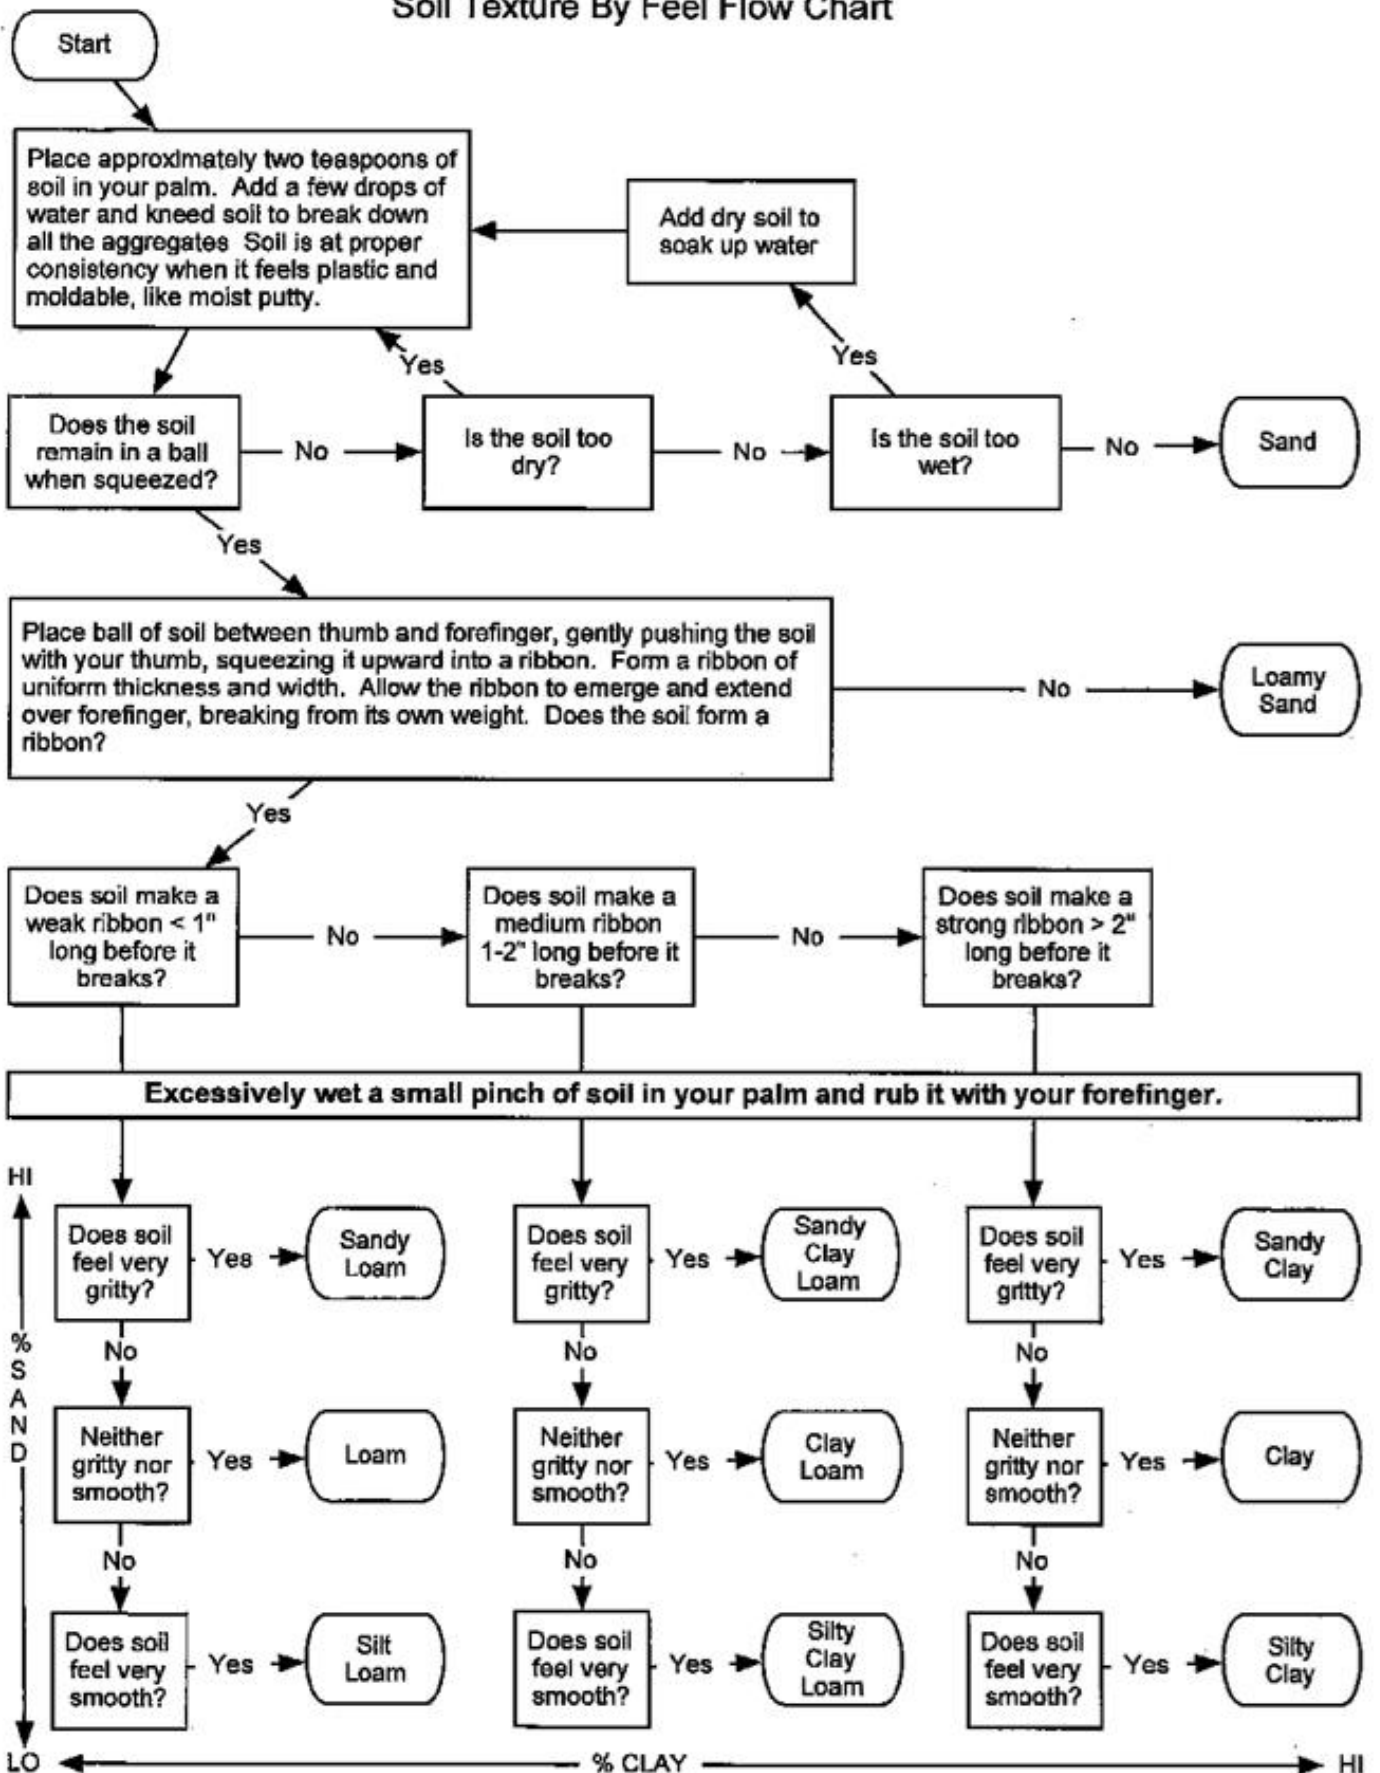 Soil Texture By Feel Flow Chart
Start
Place approximately two teaspoons of
soil in your palm. Add a few drops of
water and kneed soil to break down
all the aggregates Soil is at proper
consistency when it feels plastic and
moldable, like moist putty.
Add dry soil to
soak up water
Yes
Yes
Does the soil
remain in a ball
when squeezed?
No
Is the soil too
dry?
No
Is the soil too
wet?
No
Sand
Yes
Place ball of soil between thumb and forefinger, gently pushing the soil
with your thumb, squeezing it upward into a ribbon. Form a ribbon of
uniform thickness and width. Allow the ribbon to emerge and extend
over forefinger, breaking from its own weight. Does the soil form a
ribbon?
No
Loamy
Sand
Yes
Does soil make a
weak ribbon < 1"
long before it
breaks?
No
Does soil make a
medium ribbon
1-2" long before it
breaks?
No
Does soil make a
strong ribbon > 2"
long before it
breaks?
Excessively wet a small pinch of soil in your palm and rub it with your forefinger.
HI
% SAND
Does soil
feel very
gritty?
Yes
Sandy
Loam
Does soil
feel very
gritty?
Yes
Sandy
Clay
Loam
Does soil
feel very
gritty?
Yes
Sandy
Clay
No
No
No
Neither
gritty nor
smooth?
Yes
Loam
Neither
gritty nor
smooth?
Yes
Clay
Loam
Neither
gritty nor
smooth?
Yes
Clay
No
No
No
Does soil
feel very
smooth?
Yes
Silt
Loam
Does soil
feel very
smooth?
Yes
Silty
Clay
Loam
Does soil
feel very
smooth?
Yes
Silty
Clay
LO
% CLAY
HI